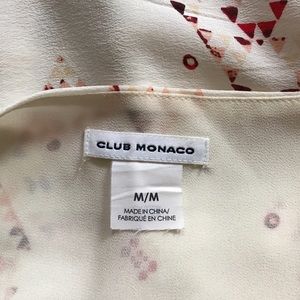 CLUB MONACO
M/M
MADE IN CHINA/
FABRIQUÉ EN CHINE